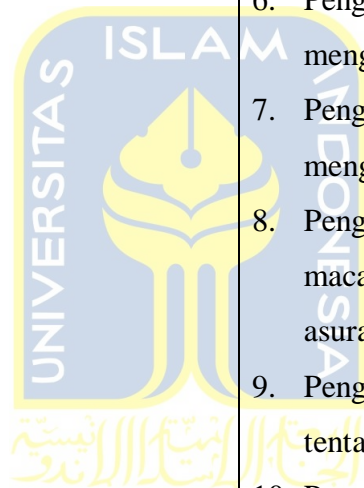 UNIVERSITAS
ISLAM
INDONESIA
6. Peng
meng
7. Peng
meng
8. Peng
maca
asura
9. Peng
tenta